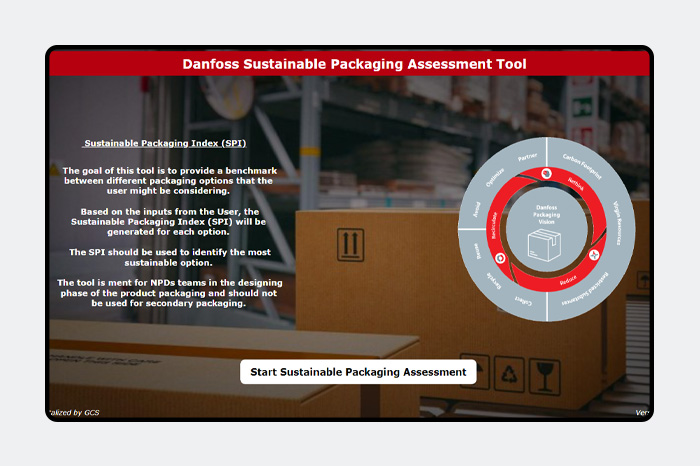 Danfoss Sustainable Packaging Assessment Tool
Sustainable Packaging Index (SPI)
The goal of this tool is to provide a benchmark
between different packaging options that the
user might be considering.
Based on the inputs from the User, the
Sustainable Packaging Index (SPI) will be
generated for each option.
The SPI should be used to identify the most
sustainable option.
The tool is ment for NPDs teams in the designing
phase of the product packaging and should not
be used for secondary packaging.
Partner
Carbon Footprint
Optimize
Rethink
Avoid
Danfoss
Packaging
Vision
Virgin Resources
Recirculate
Reuse
Reduce
Restricted Substances
Recycle
Collect
HANDLE WITH CARE
Start Sustainable Packaging Assessment
alized by GCS
Ver